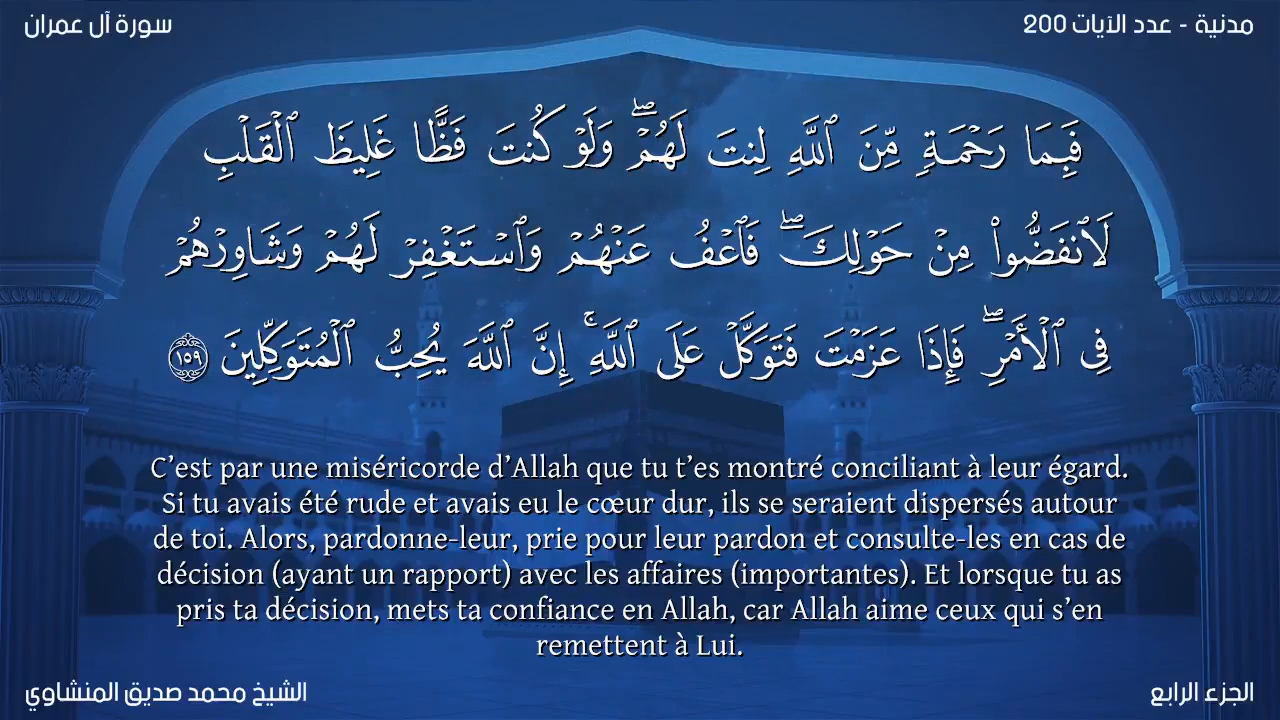 سورة آل عمران
مدنية - عدد الآيات 200
فَبِمَا رَحْمَةٍ مِّنَ ٱللَّهِ لِنتَ لَهُمْ ۖ وَلَوْ كُنتَ فَظًّا غَلِيظَ ٱلْقَلْبِ
لَٱنفَضُّوا۟ مِنْ حَوْلِكَ ۖ فَٱعْفُ عَنْهُمْ وَٱسْتَغْفِرْ لَهُمْ وَشَاوِرْهُمْ
فِى ٱلْأَمْرِ ۖ فَإِذَا عَزَمْتَ فَتَوَكَّلْ عَلَى ٱللَّهِ ۚ إِنَّ ٱللَّهَ يُحِبُّ ٱلْمُتَوَكِّلِينَ ١٥٩
C’est par une miséricorde d’Allah que tu t’es montré conciliant à leur égard.
Si tu avais été rude et avais eu le cœur dur, ils se seraient dispersés autour
de toi. Alors, pardonne-leur, prie pour leur pardon et consulte-les en cas de
décision (ayant un rapport) avec les affaires (importantes). Et lorsque tu as
pris ta décision, mets ta confiance en Allah, car Allah aime ceux qui s’en
remettent à Lui.
الشيخ محمد صديق المنشاوي
الجزء الرابع